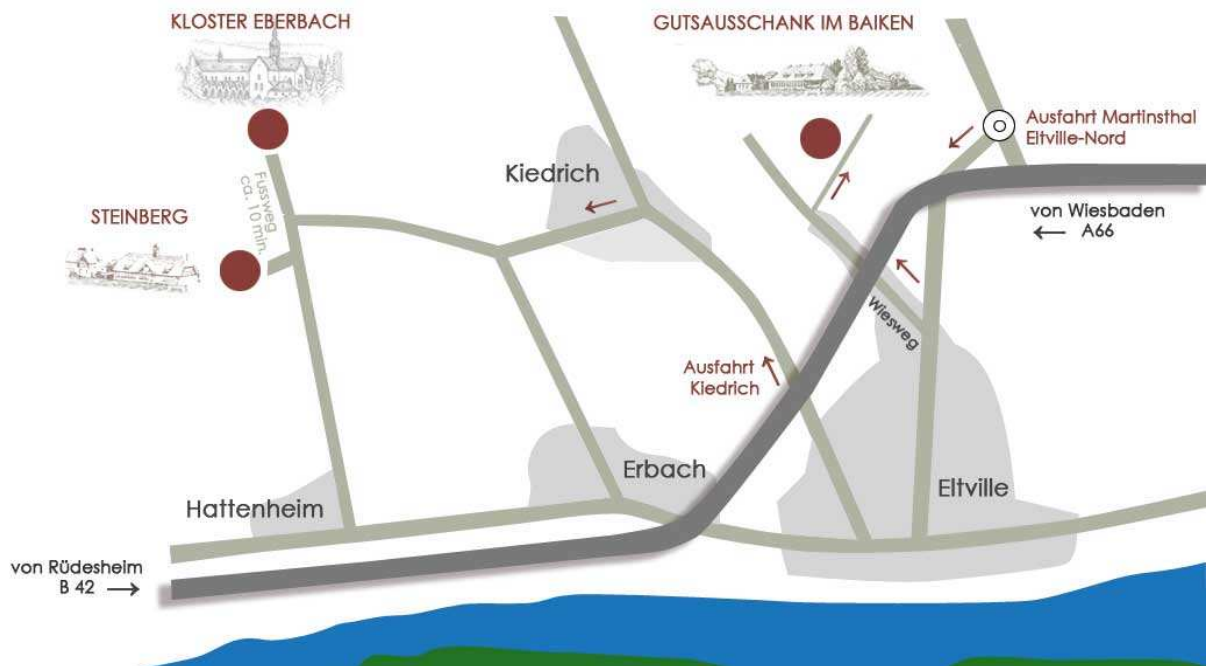 KLOSTER EBERBACH
GUTSAUSSCHANK IM BAIKEN
Ausfahrt Martinsthal
Eltville-Nord
Kiedrich
Fussweg
ca. 10 min.
STEINBERG
von Wiesbaden
A66
Wiesweg
Ausfahrt
Kiedrich
Erbach
Eltville
Hattenheim
von Rüdesheim
B 42